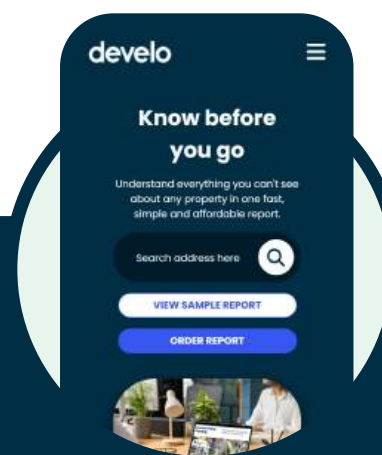 develo
Know before
you go
Understand everything you can't see
about any property in one fast,
simple and affordable report.
Search address here
VIEW SAMPLE REPORT
ORDER REPORT